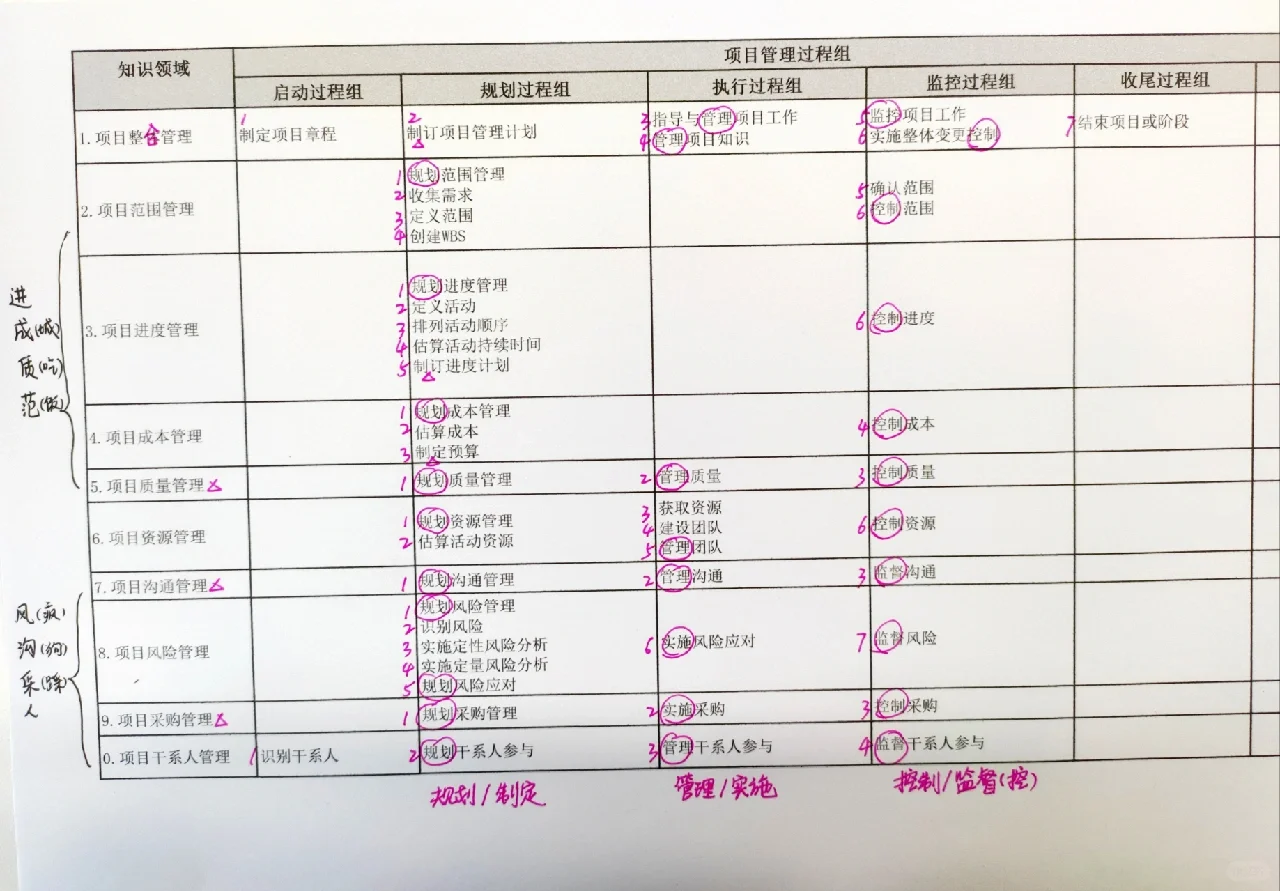 项目管理过程组
知识领域
启动过程组 规划过程组 执行过程组 监控过程组 收尾过程组
1.项目整合管理
1 制定项目章程
2 制订项目管理计划
3 指导与管理项目工作
4 管理项目知识
5 监控项目工作
6 实施整体变更控制
7 结束项目或阶段
2.项目范围管理
1 规划范围管理
2 收集需求
3 定义范围
4 创建WBS
5 确认范围
6 控制范围
3.项目进度管理
1 规划进度管理
2 定义活动
3 排列活动顺序
4 估算活动持续时间
5 制订进度计划
6 控制进度
4.项目成本管理
1 规划成本管理
2 估算成本
3 制定预算
4 控制成本
5.项目质量管理
1 规划质量管理
2 管理质量
3 控制质量
6.项目资源管理
1 规划资源管理
2 估算活动资源
3 获取资源
4 建设团队
5 管理团队
6 控制资源
7.项目沟通管理
1 规划沟通管理
2 管理沟通
3 监督沟通
8.项目风险管理
1 规划风险管理
2 识别风险
3 实施定性风险分析
4 实施定量风险分析
5 规划风险应对
6 实施风险应对
7 监督风险
9.项目采购管理
1 规划采购管理
2 实施采购
3 控制采购
0.项目干系人管理
1 识别干系人
2 规划干系人参与
3 管理干系人参与
4 监督干系人参与
规划/制定
管理/实施
控制/监督(控)
进
成(城)
质(吃)
范(饭)
风(疯)
沟(狗)
采(踩)
人